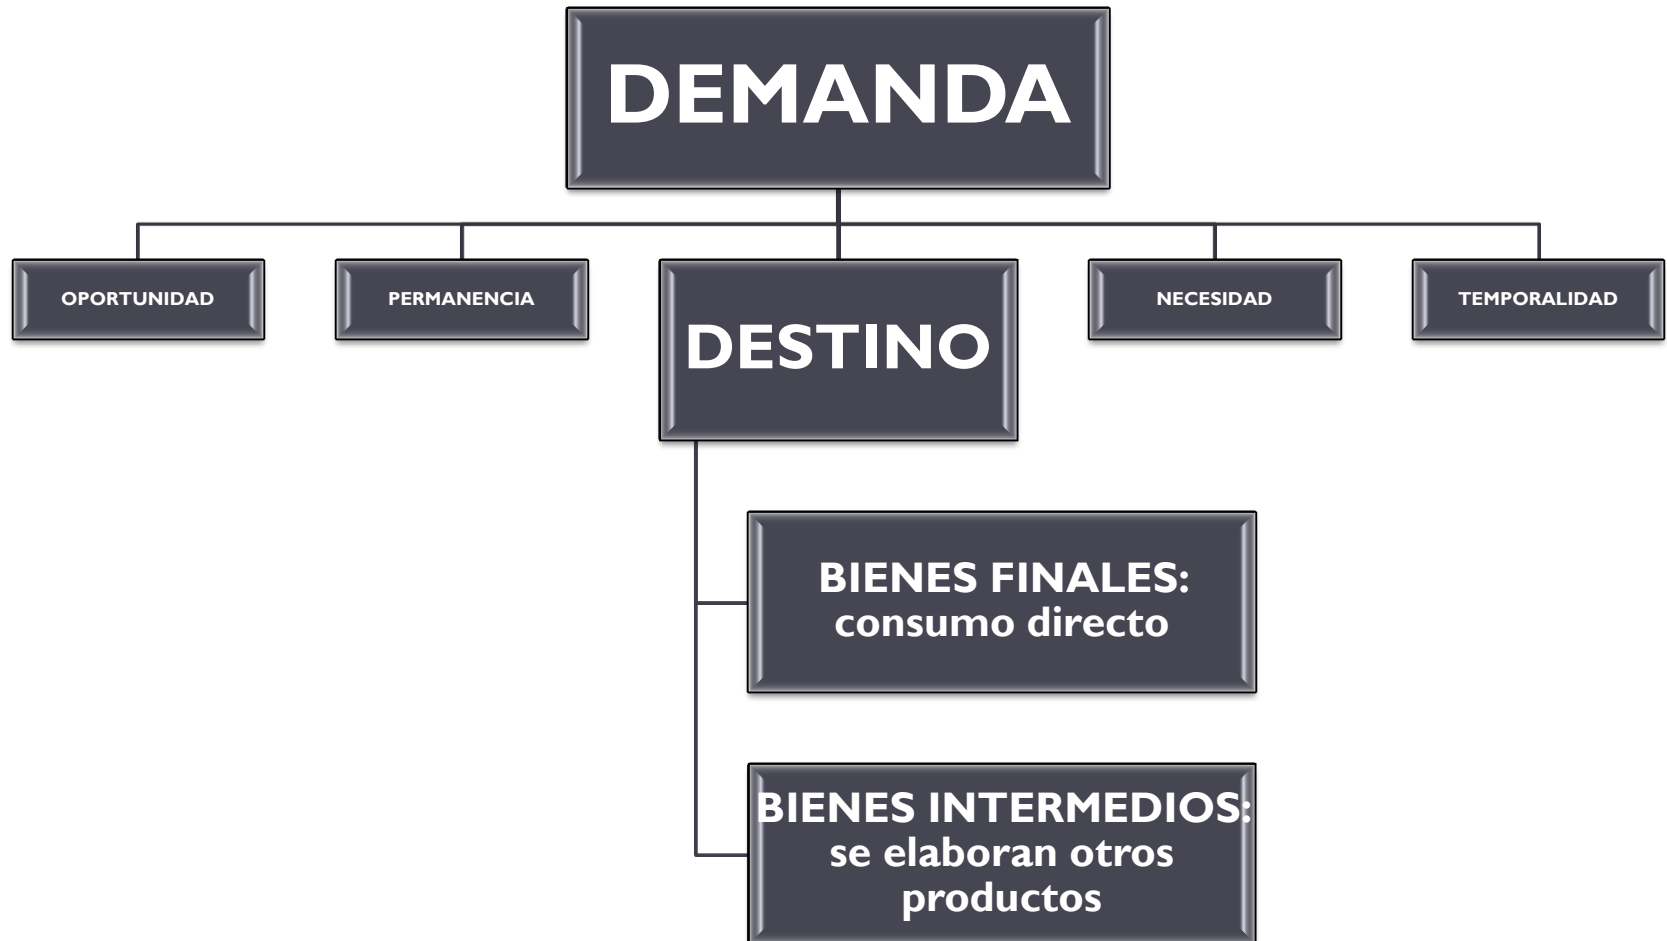 DEMANDA
OPORTUNIDAD
PERMANENCIA
DESTINO
NECESIDAD
TEMPORALIDAD
BIENES FINALES:
consumo directo
BIENES INTERMEDIOS:
se elaboran otros
productos